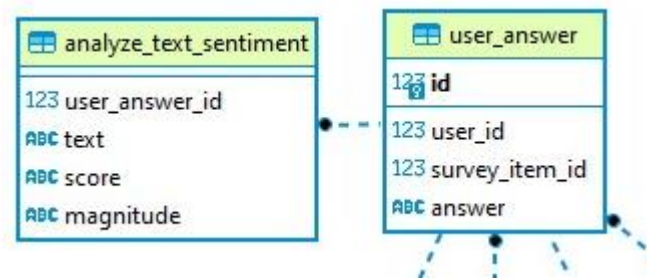 analyze_text_sentiment
123 user_answer_id
ABC text
ABC score
ABC magnitude
user_answer
123 id
123 user_id
123 survey_item_id
ABC answer